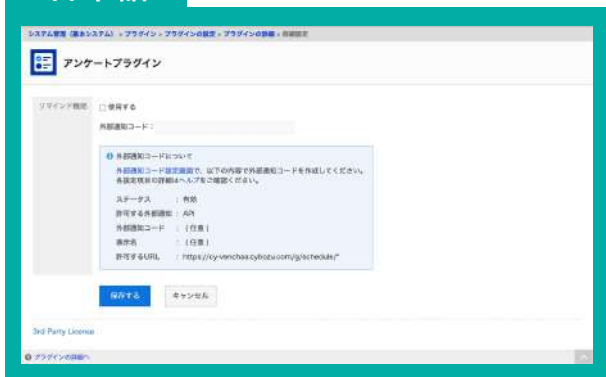 システム管理（基本システム） > プラグイン > プラグインの設定 > プラグインの詳細 > 詳細設定
アンケートプラグイン
リマインド機能
使用する
外部通知コード：
外部通知コードについて
外部通知コード設定画面で、以下の内容で外部通知コードを作成してください。
各設定項目の詳細はヘルプをご確認ください。
ステータス : 有効
許可する外部通知 : API
外部通知コード : (任意)
表示名 : (任意)
許可するURL : https://cy-venchaa.cybozu.com/g/schedule/*
保存する
キャンセル
3rd Party License
プラグインの詳細へ